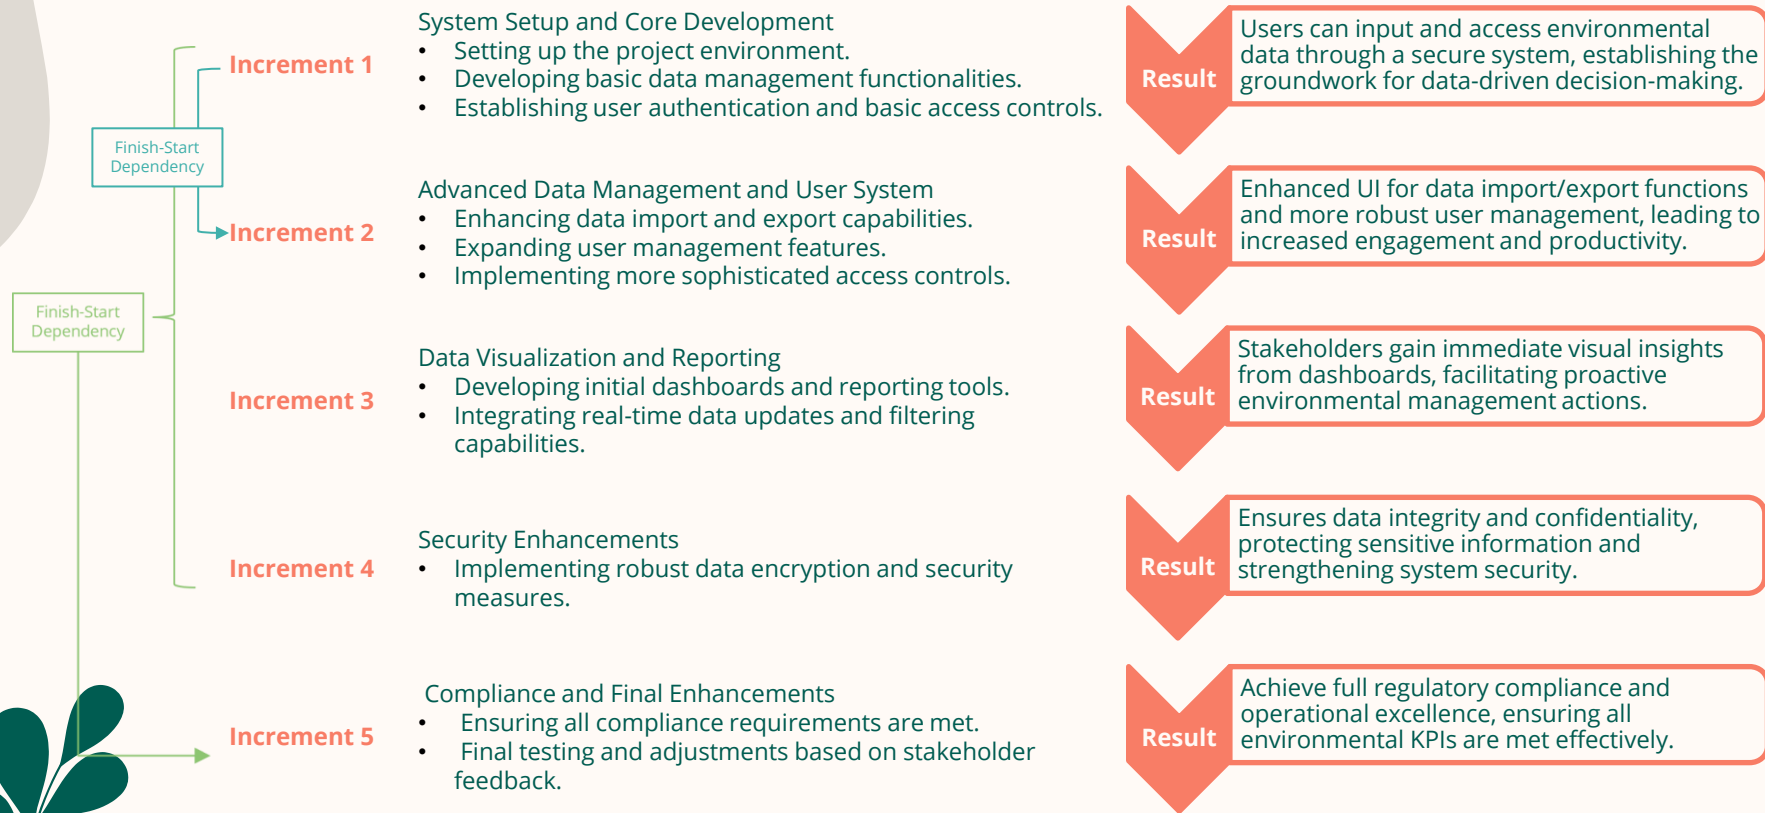 System Setup and Core Development
Increment 1
• Setting up the project environment.
• Developing basic data management functionalities.
• Establishing user authentication and basic access controls.
Result
Users can input and access environmental
data through a secure system, establishing the
groundwork for data-driven decision-making.
Finish-Start
Dependency
Advanced Data Management and User System
Increment 2
• Enhancing data import and export capabilities.
• Expanding user management features.
• Implementing more sophisticated access controls.
Result
Enhanced UI for data import/export functions
and more robust user management, leading to
increased engagement and productivity.
Finish-Start
Dependency
Data Visualization and Reporting
Increment 3
• Developing initial dashboards and reporting tools.
• Integrating real-time data updates and filtering
capabilities.
Result
Stakeholders gain immediate visual insights
from dashboards, facilitating proactive
environmental management actions.
Security Enhancements
Increment 4
• Implementing robust data encryption and security
measures.
Result
Ensures data integrity and confidentiality,
protecting sensitive information and
strengthening system security.
Compliance and Final Enhancements
Increment 5
• Ensuring all compliance requirements are met.
• Final testing and adjustments based on stakeholder
feedback.
Result
Achieve full regulatory compliance and
operational excellence, ensuring all
environmental KPIs are met effectively.